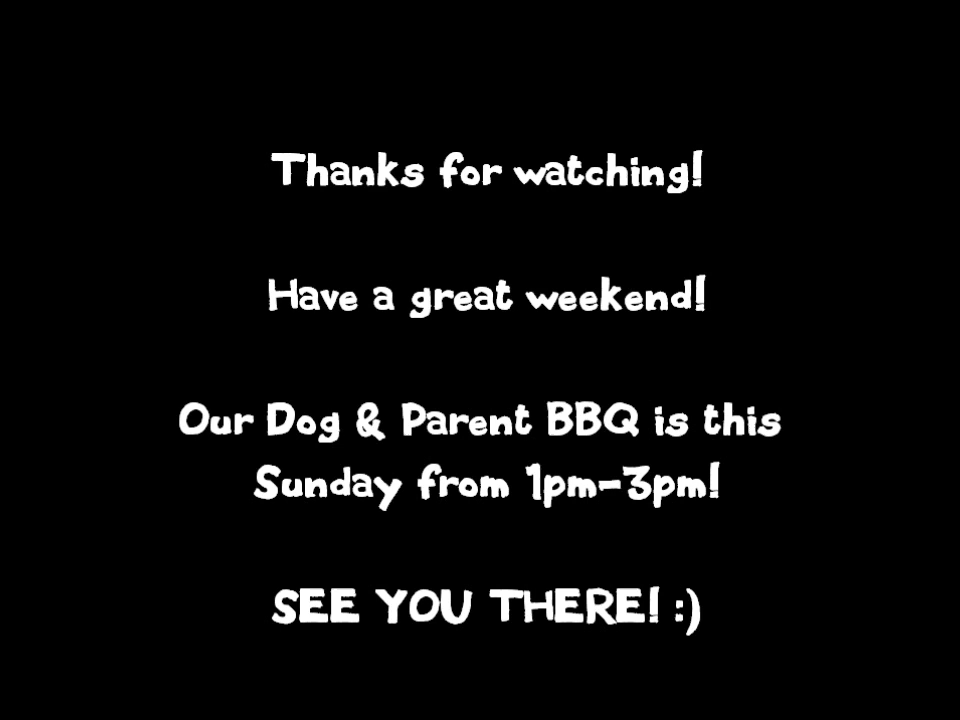 Thanks for watching!
Have a great weekend!
Our Dog & Parent BBQ is this
Sunday from 1pm-3pm!
SEE YOU THERE! :)